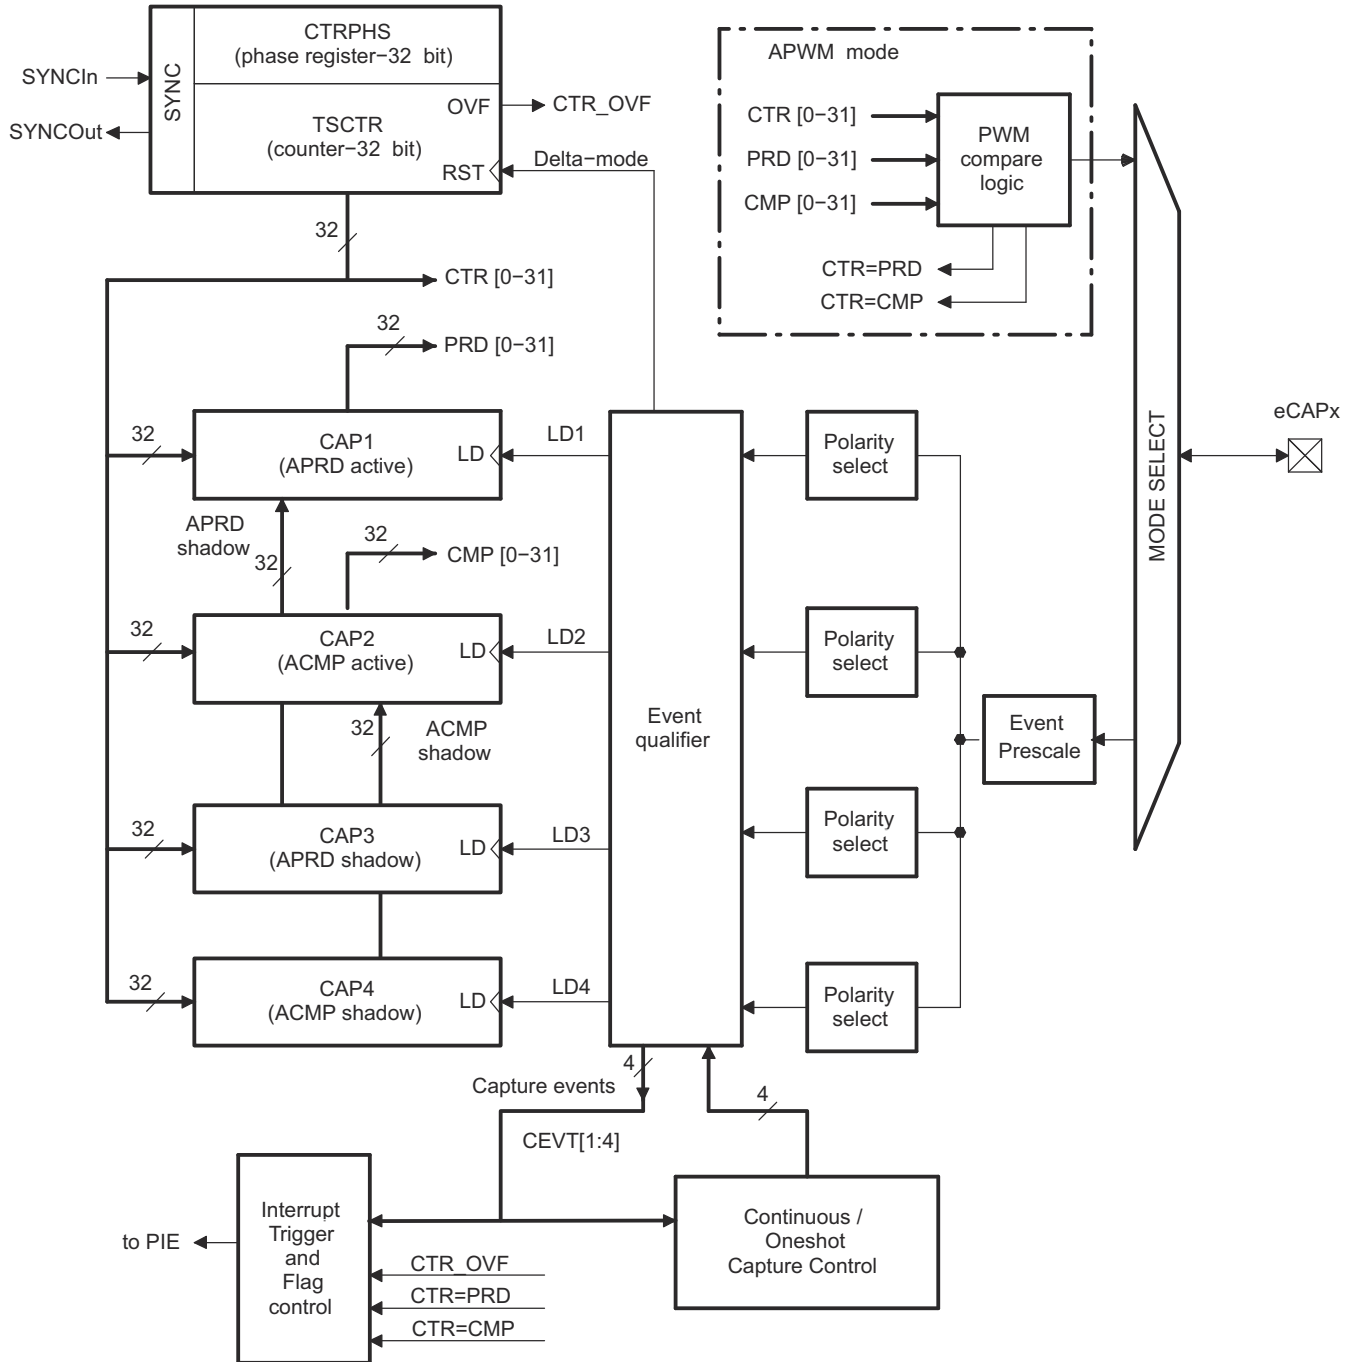 CTRPHS
(phase register−32 bit)
APWM mode
SYNCIn
SYNC
OVF
CTR_OVF
SYNCOut
TSCTR
(counter−32 bit)
RST
Delta−mode
CTR [0−31]
PRD [0−31]
CMP [0−31]
PWM
compare
logic
CTR=PRD
CTR=CMP
32
CTR [0−31]
32
PRD [0−31]
32
CAP1
(APRD active)
LD
LD1
Polarity
select
eCAPx
MODE SELECT
APRD
shadow
32
32
CMP [0−31]
32
CAP2
(ACMP active)
LD
LD2
Polarity
select
32
ACMP
shadow
Event
qualifier
Event
Prescale
32
CAP3
(APRD shadow)
LD
LD3
Polarity
select
32
CAP4
(ACMP shadow)
LD
LD4
Polarity
select
4
Capture events
4
CEVT[1:4]
to PIE
Interrupt
Trigger
and
Flag
control
Continuous /
Oneshot
Capture Control
CTR_OVF
CTR=PRD
CTR=CMP